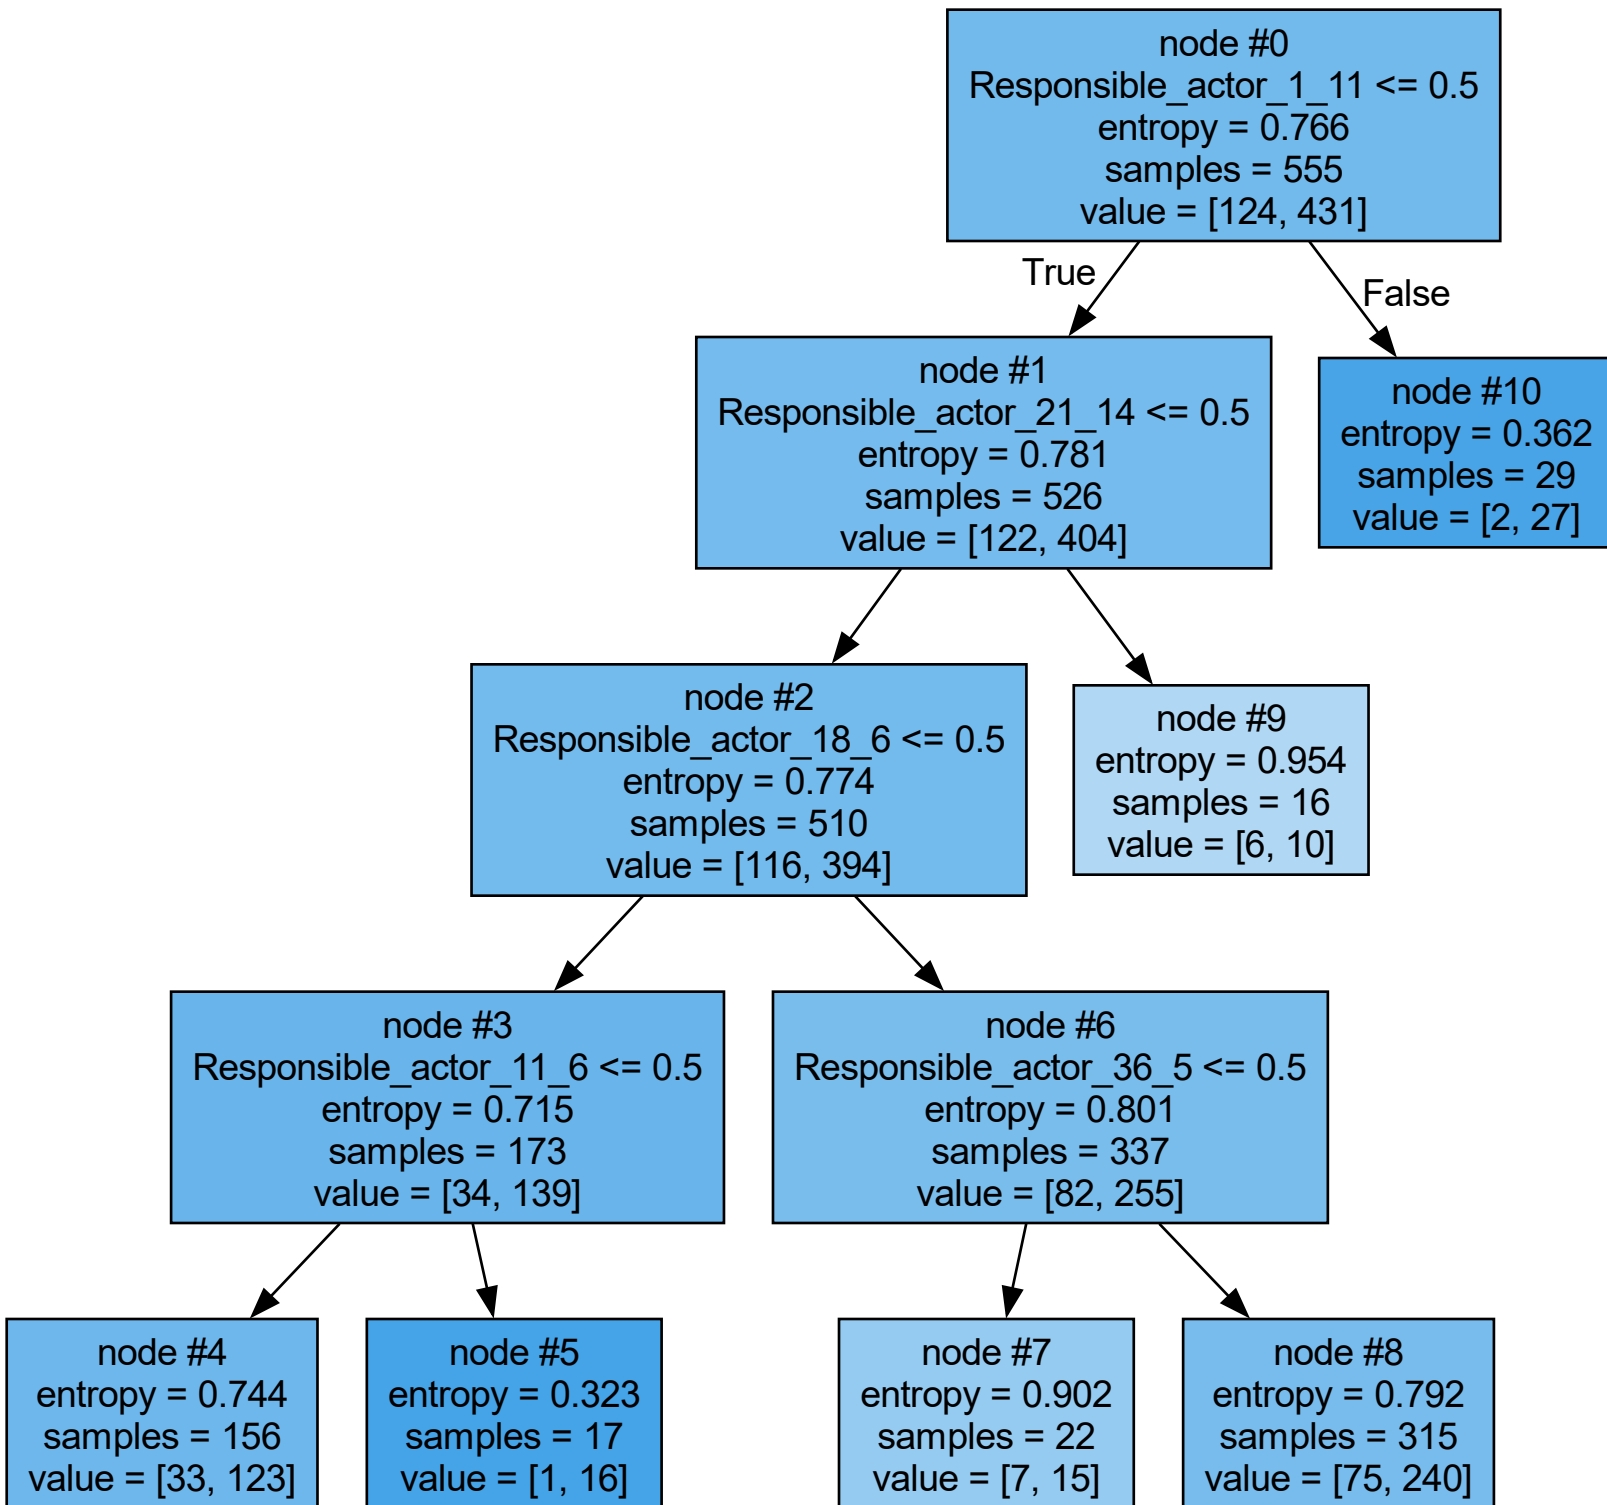 node #0
Responsible_actor_1_11 <= 0.5
entropy = 0.766
samples = 555
value = [124, 431]
True
False
node #1
Responsible_actor_21_14 <= 0.5
entropy = 0.781
samples = 526
value = [122, 404]
node #10
entropy = 0.362
samples = 29
value = [2, 27]
node #2
Responsible_actor_18_6 <= 0.5
entropy = 0.774
samples = 510
value = [116, 394]
node #9
entropy = 0.954
samples = 16
value = [6, 10]
node #3
Responsible_actor_11_6 <= 0.5
entropy = 0.715
samples = 173
value = [34, 139]
node #6
Responsible_actor_36_5 <= 0.5
entropy = 0.801
samples = 337
value = [82, 255]
node #4
entropy = 0.744
samples = 156
value = [33, 123]
node #5
entropy = 0.323
samples = 17
value = [1, 16]
node #7
entropy = 0.902
samples = 22
value = [7, 15]
node #8
entropy = 0.792
samples = 315
value = [75, 240]